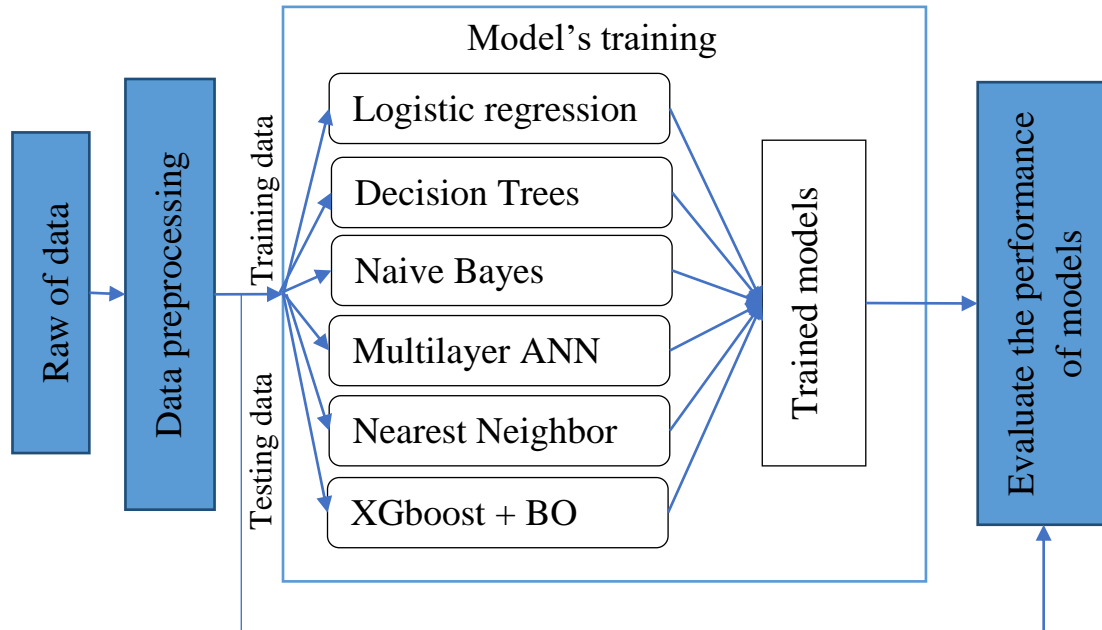 Model’s training
Raw of data
Data preprocessing
Training data
Testing data
Logistic regression
Decision Trees
Naive Bayes
Multilayer ANN
Nearest Neighbor
XGboost + BO
Trained models
Evaluate the performance
of models